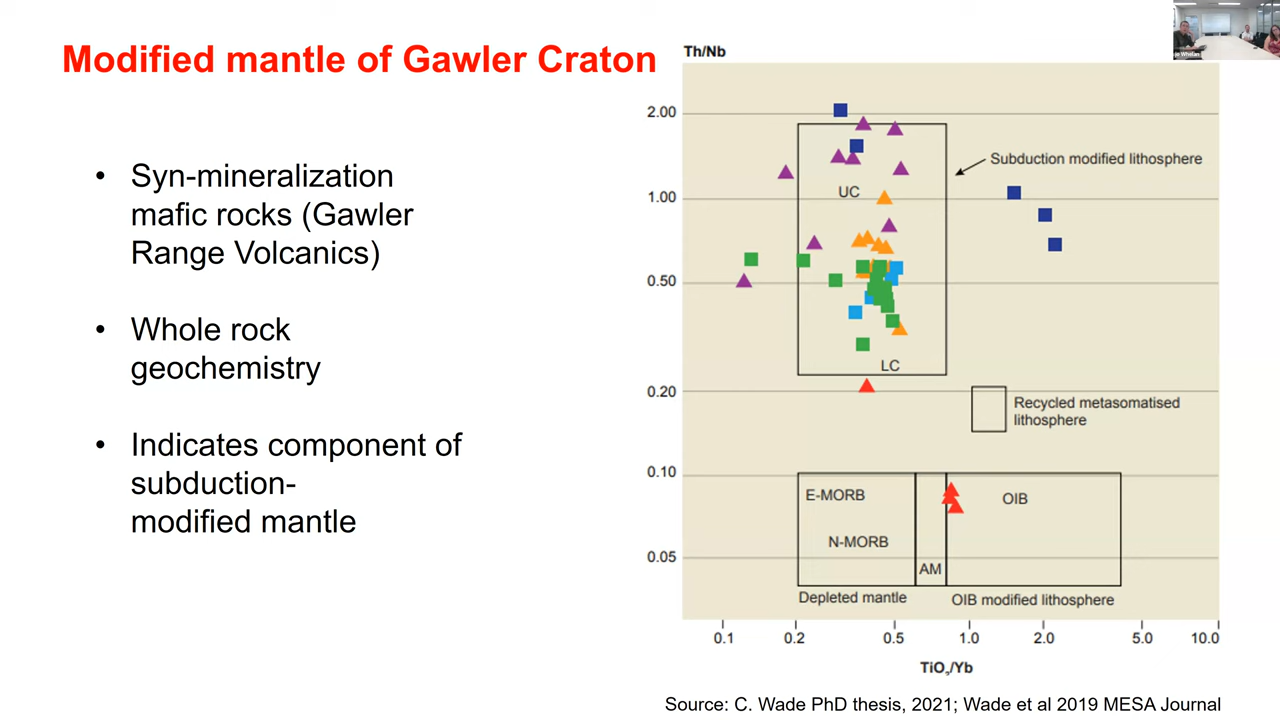 Modified mantle of Gawler Craton
• Syn-mineralization
mafic rocks (Gawler
Range Volcanics)
• Whole rock
geochemistry
• Indicates component of
subduction-
modified mantle
Th/Nb
2.00
1.00
0.50
0.20
0.10
0.05
Subduction modified lithosphere
UC
LC
Recycled metasomatised
lithosphere
E-MORB
N-MORB
AM
OIB
Depleted mantle
OIB modified lithosphere
0.1 0.2 0.5 1.0 2.0 5.0 10.0
TiO₂/Yb
Source: C. Wade PhD thesis, 2021; Wade et al 2019 MESA Journal